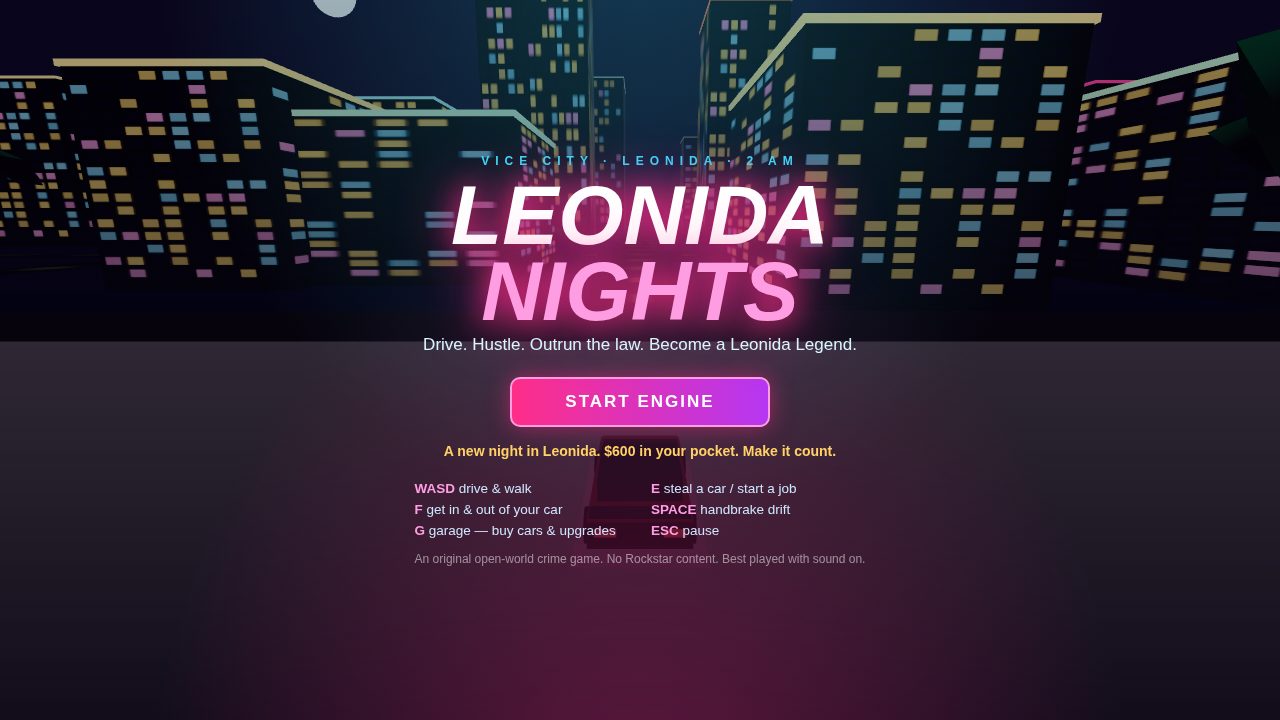 VICE CITY · LEONIDA · 2 AM
LEONIDA
NIGHTS
Drive. Hustle. Outrun the law. Become a Leonida Legend.
START ENGINE
A new night in Leonida. $600 in your pocket. Make it count.
WASD drive & walk
E steal a car / start a job
F get in & out of your car
SPACE handbrake drift
G garage — buy cars & upgrades
ESC pause
An original open-world crime game. No Rockstar content. Best played with sound on.